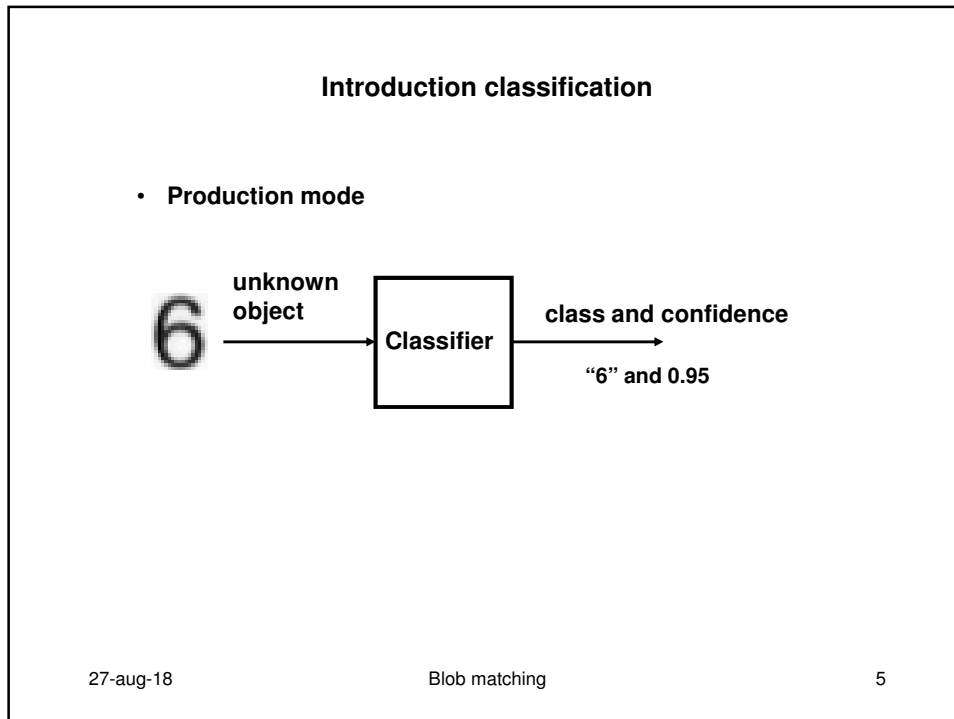 Introduction classification
• Production mode
6
unknown
object
Classifier
class and confidence
“6” and 0.95
27-aug-18 Blob matching 5